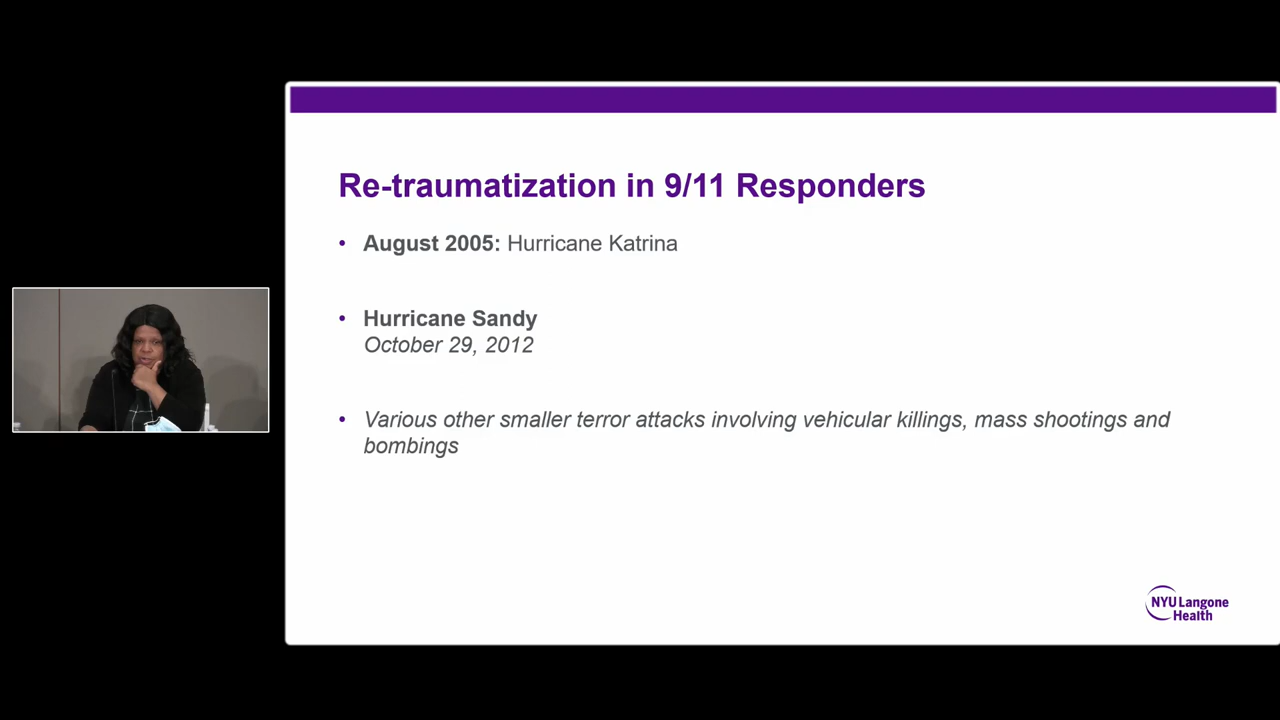 Re-traumatization in 9/11 Responders
• August 2005: Hurricane Katrina
• Hurricane Sandy
October 29, 2012
• Various other smaller terror attacks involving vehicular killings, mass shootings and
bombings
NYU Langone
Health